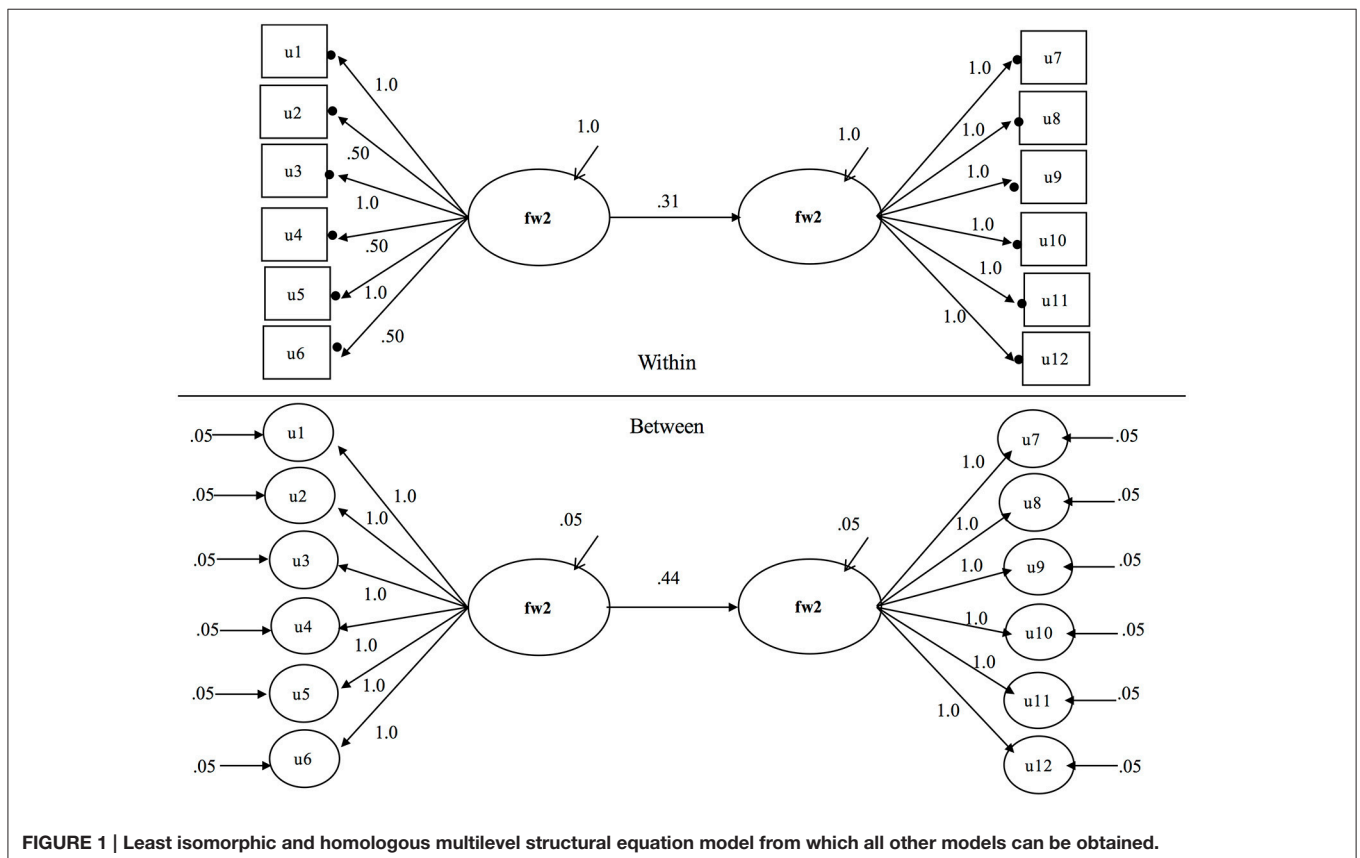 u1
u2
u3
u4
u5
u6
1.0
.50
1.0
.50
1.0
.50
1.0
fw2
.31
1.0
fw2
1.0
1.0
1.0
1.0
1.0
1.0
u7
u8
u9
u10
u11
u12
Within
Between
.05
u1
.05
u2
.05
u3
.05
u4
.05
u5
.05
u6
1.0
1.0
1.0
1.0
1.0
1.0
.05
fw2
.44
.05
fw2
1.0
1.0
1.0
1.0
1.0
1.0
u7
.05
u8
.05
u9
.05
u10
.05
u11
.05
u12
.05
FIGURE 1 | Least isomorphic and homologous multilevel structural equation model from which all other models can be obtained.